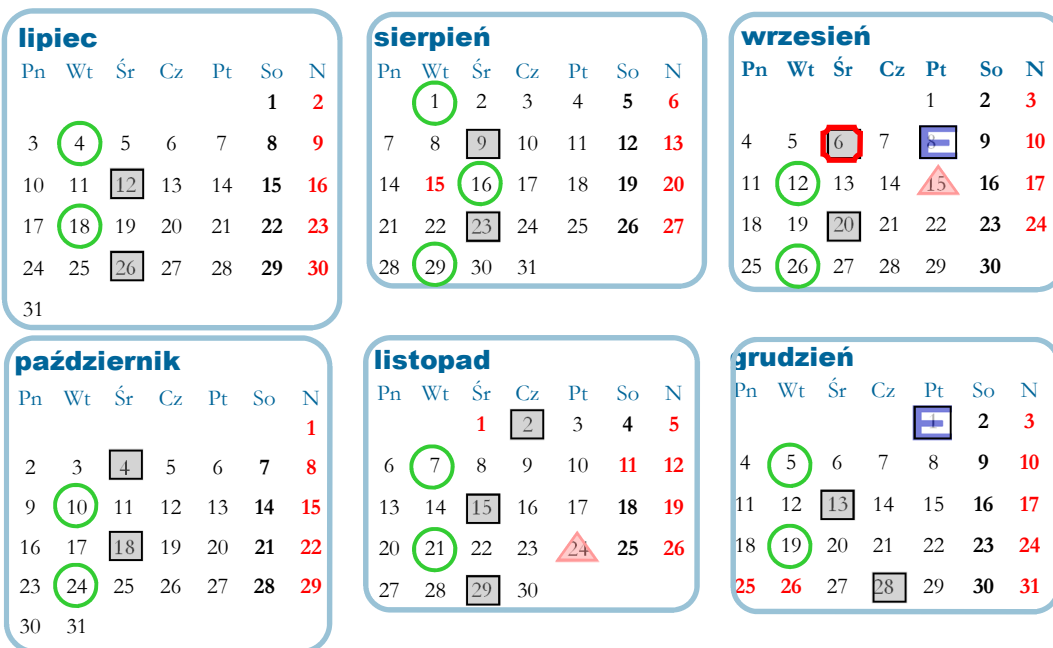 lipiec
Pn Wt Śr Cz Pt So N
1 2
3 4 5 6 7 8 9
10 11 12 13 14 15 16
17 18 19 20 21 22 23
24 25 26 27 28 29 30
31
sierpień
Pn Wt Śr Cz Pt So N
1 2 3 4 5 6
7 8 9 10 11 12 13
14 15 16 17 18 19 20
21 22 23 24 25 26 27
28 29 30 31
wrzesień
Pn Wt Śr Cz Pt So N
1 2 3
4 5 6 7 8 9 10
11 12 13 14 15 16 17
18 19 20 21 22 23 24
25 26 27 28 29 30
październik
Pn Wt Śr Cz Pt So N
1
2 3 4 5 6 7 8
9 10 11 12 13 14 15
16 17 18 19 20 21 22
23 24 25 26 27 28 29
30 31
listopad
Pn Wt Śr Cz Pt So N
1 2 3 4 5
6 7 8 9 10 11 12
13 14 15 16 17 18 19
20 21 22 23 24 25 26
27 28 29 30
grudzień
Pn Wt Śr Cz Pt So N
1 2 3
4 5 6 7 8 9 10
11 12 13 14 15 16 17
18 19 20 21 22 23 24
25 26 27 28 29 30 31